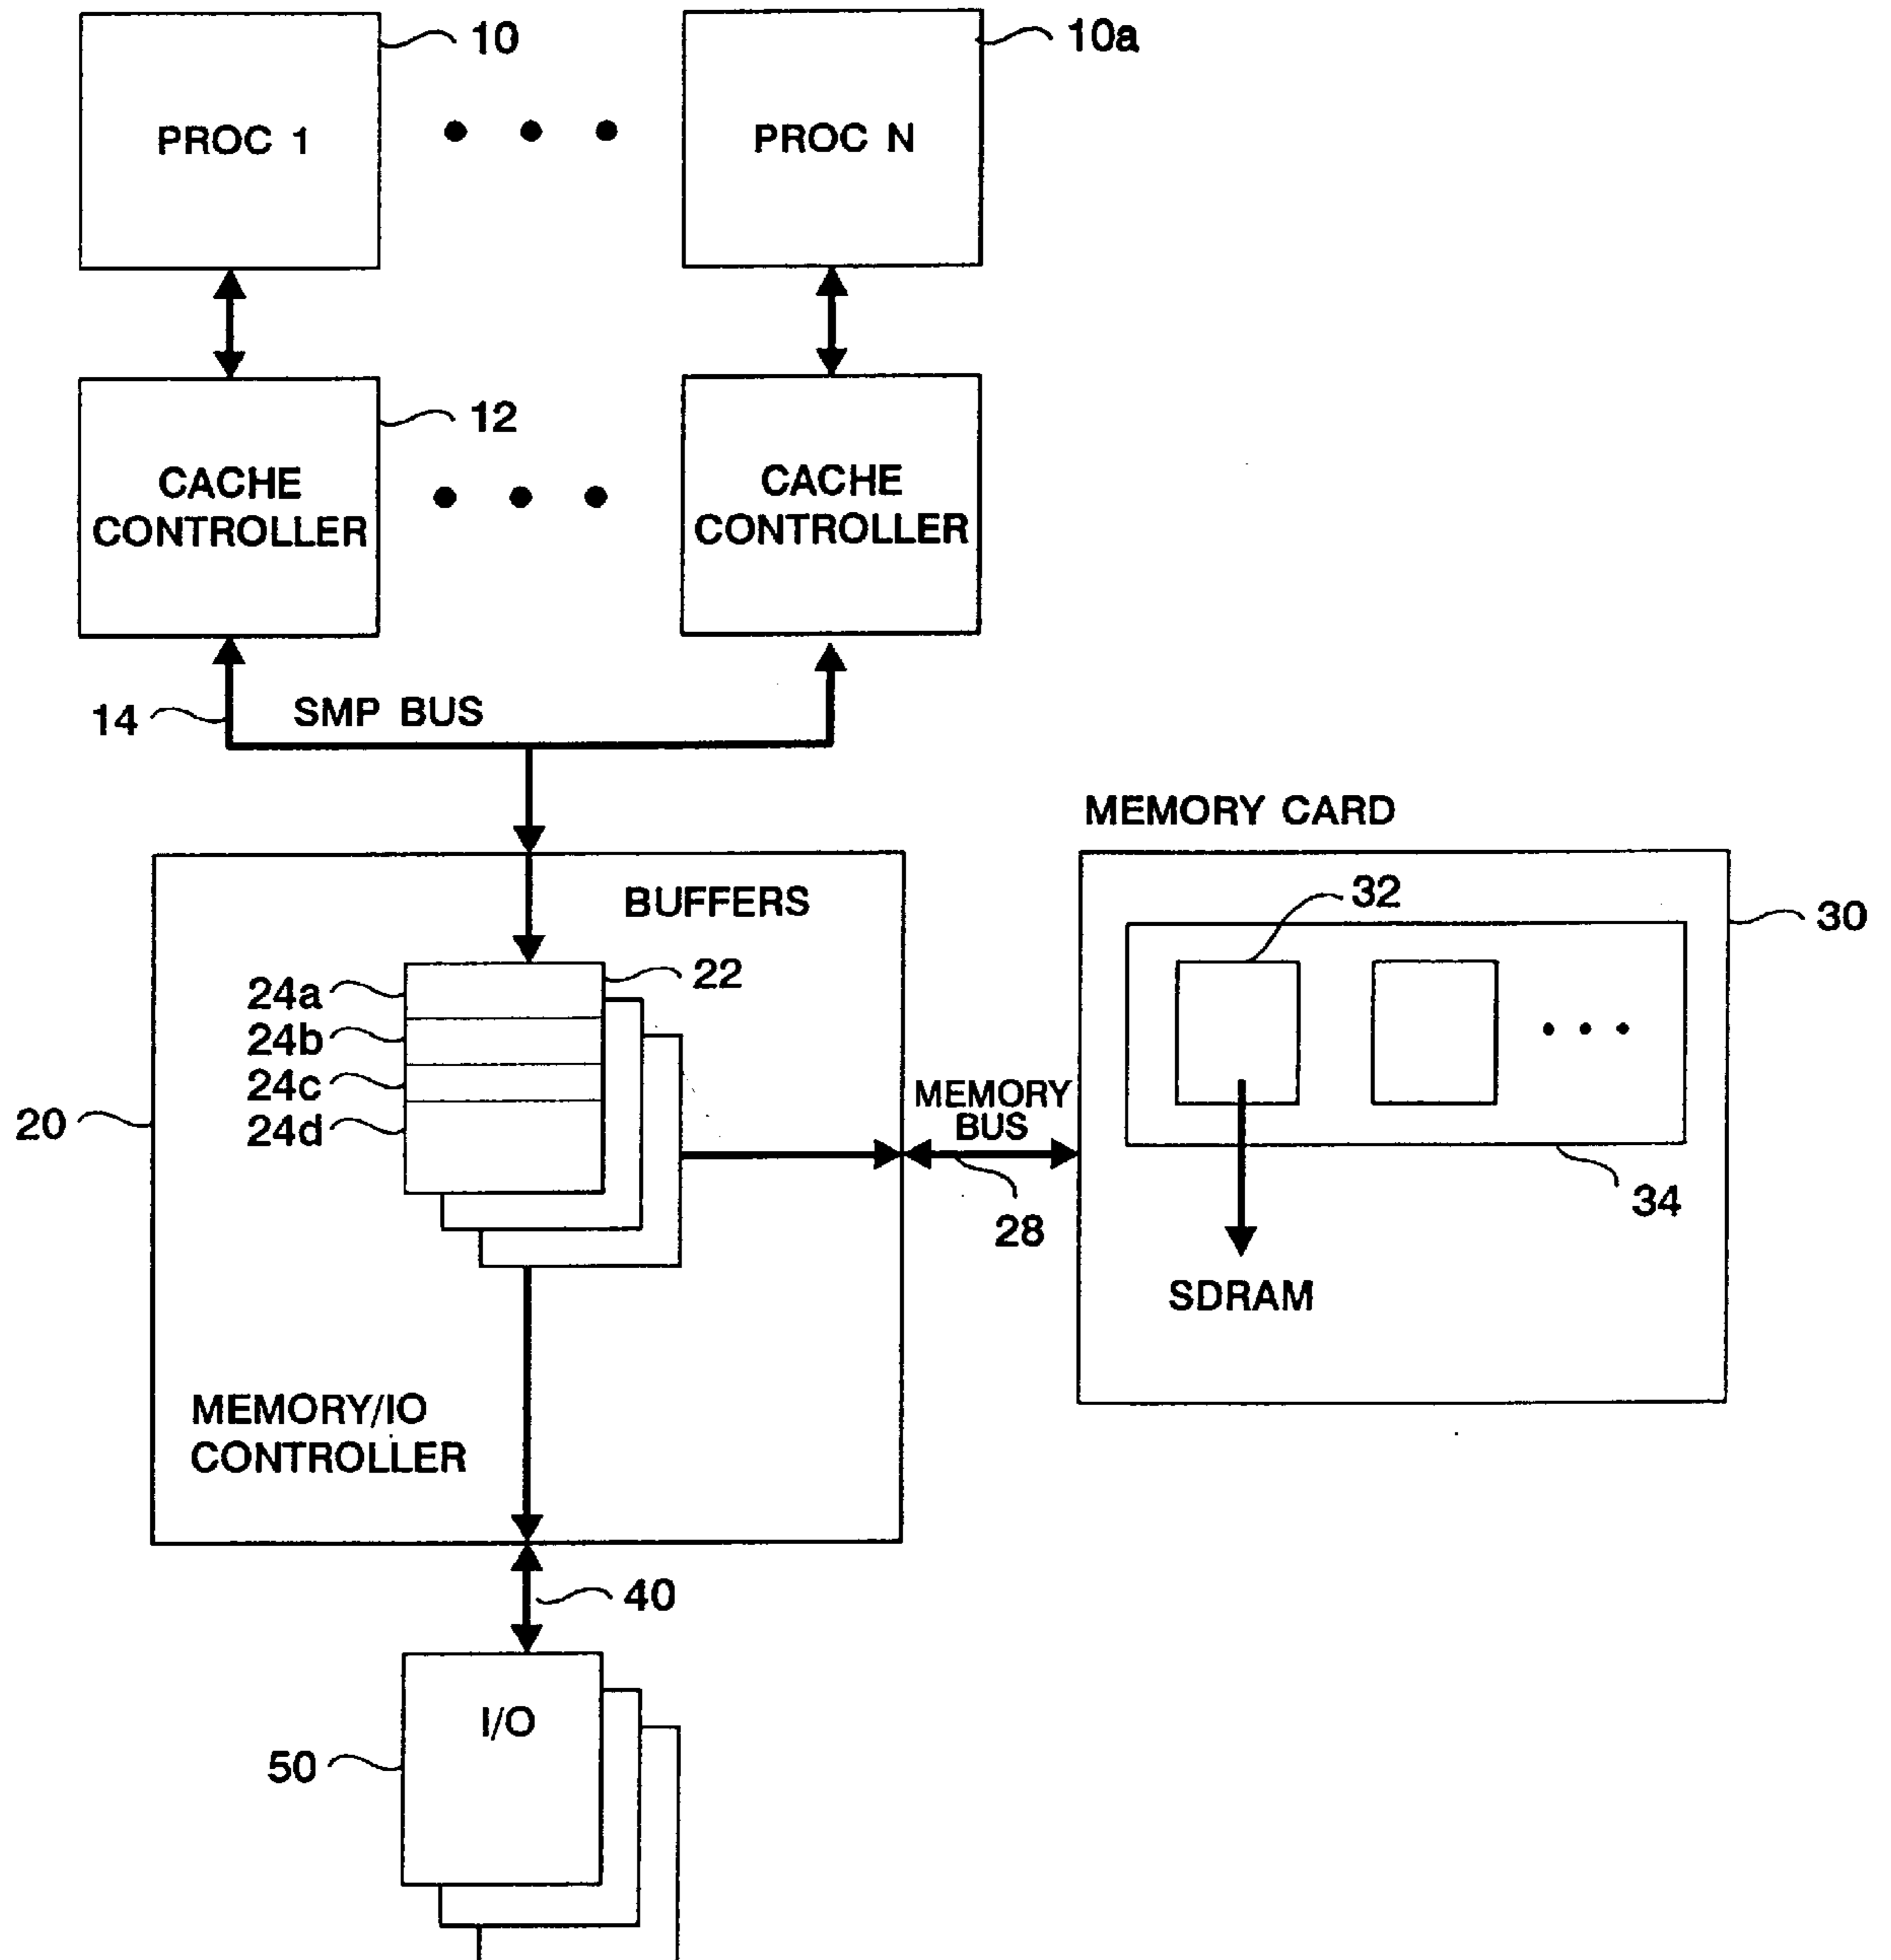 10
10a
PROC 1
PROC N
12
CACHE
CONTROLLER
CACHE
CONTROLLER
14
SMP BUS
MEMORY CARD
BUFFERS
32
30
22
24a
24b
24c
24d
20
MEMORY
BUS
28
34
SDRAM
MEMORY/IO
CONTROLLER
40
I/O
50